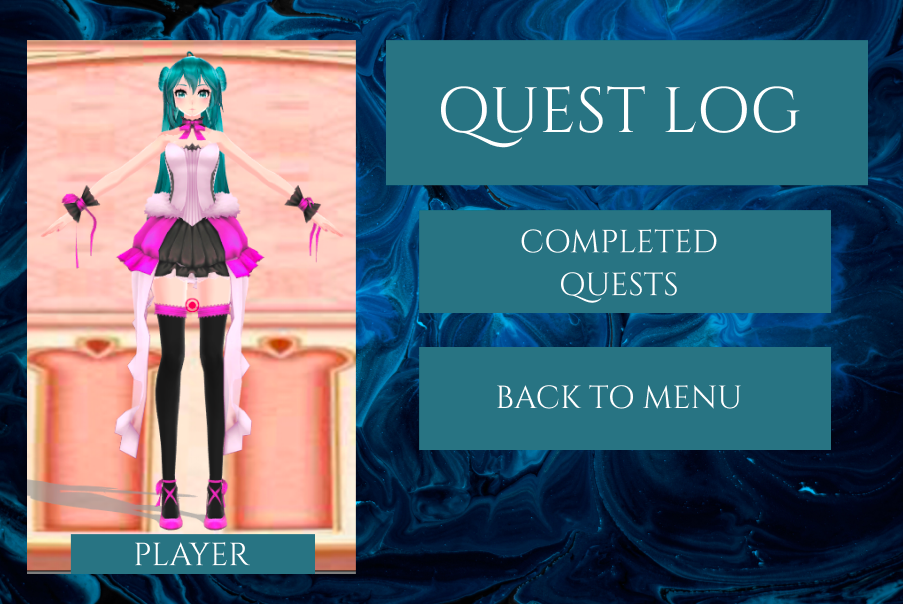 QUEST LOG
COMPLETED
QUESTS
BACK TO MENU
PLAYER